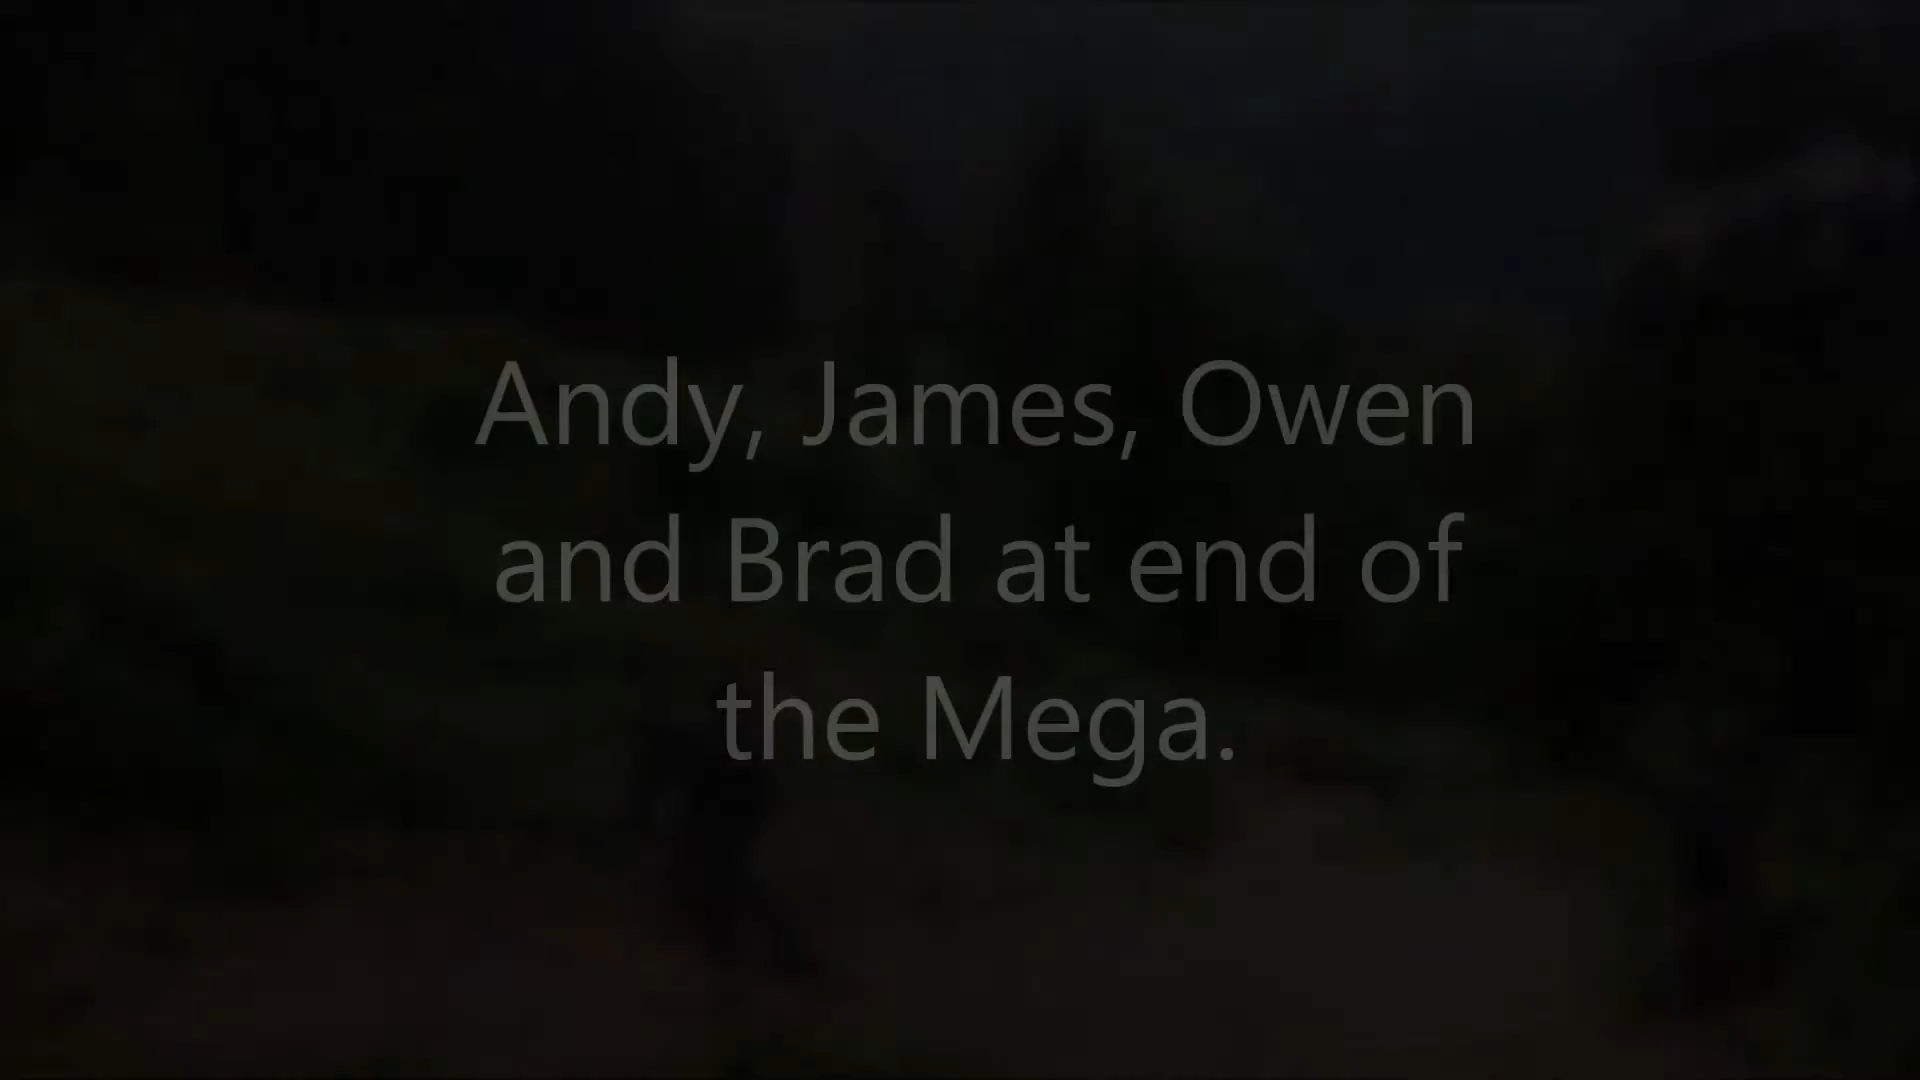 Andy, James, Owen
and Brad at end of
the Mega.